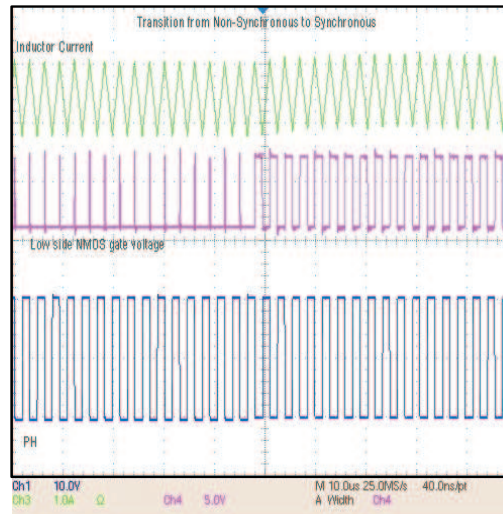 Transition from Non-Synchronous to Synchronous
Inductor Current
Low side NMOS gate voltage
PH
Ch1 10.0V M 10.0us 25.0MS/s 40.0ns/pt
Ch3 1.0A Ω Ch4 5.0V A Width Ch4